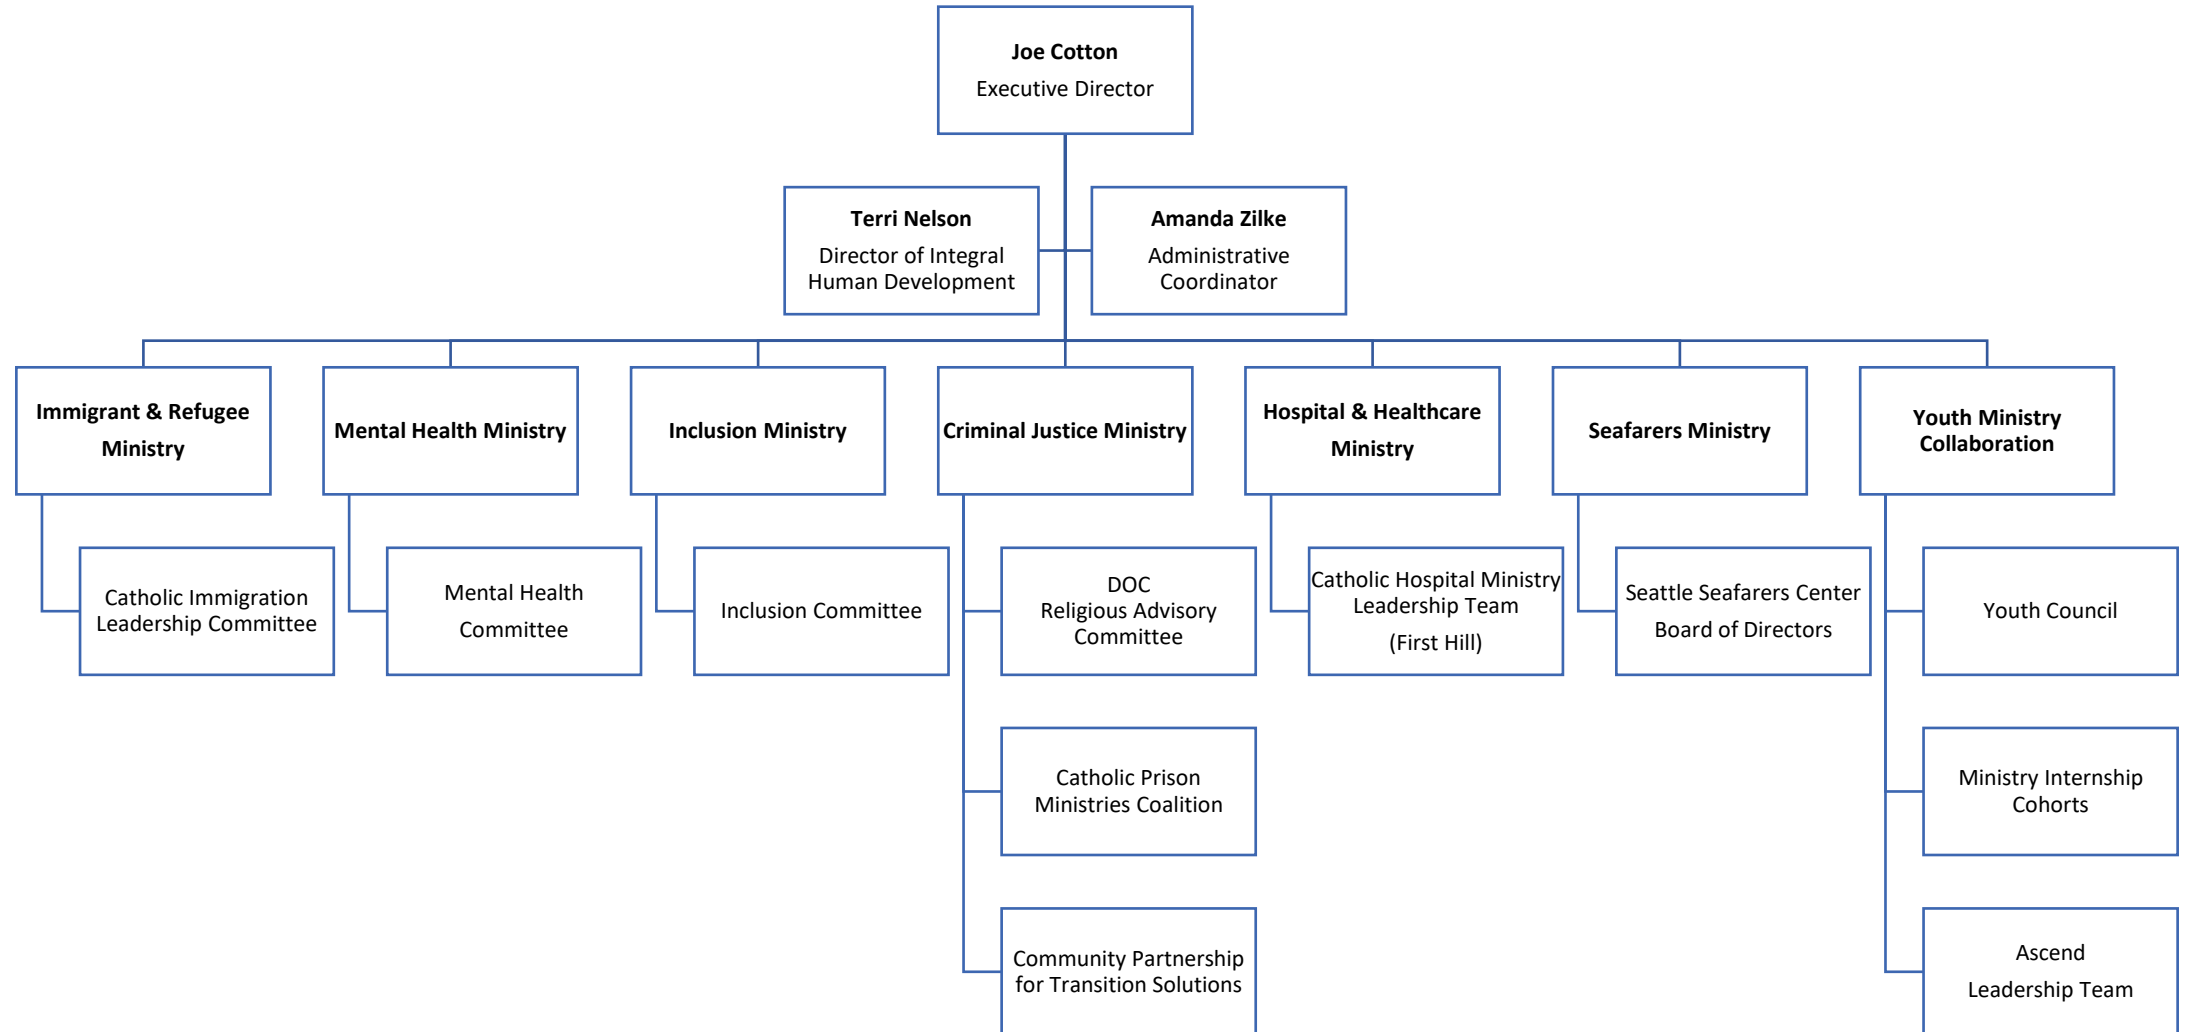 Joe Cotton
Executive Director
Terri Nelson
Director of Integral
Human Development
Amanda Zilke
Administrative
Coordinator
Immigrant & Refugee
Ministry
Mental Health Ministry
Inclusion Ministry
Criminal Justice Ministry
Hospital & Healthcare
Ministry
Seafarers Ministry
Youth Ministry
Collaboration
Catholic Immigration
Leadership Committee
Mental Health
Committee
Inclusion Committee
DOC
Religious Advisory
Committee
Catholic Hospital Ministry
Leadership Team
(First Hill)
Seattle Seafarers Center
Board of Directors
Youth Council
Catholic Prison
Ministries Coalition
Ministry Internship
Cohorts
Community Partnership
for Transition Solutions
Ascend
Leadership Team